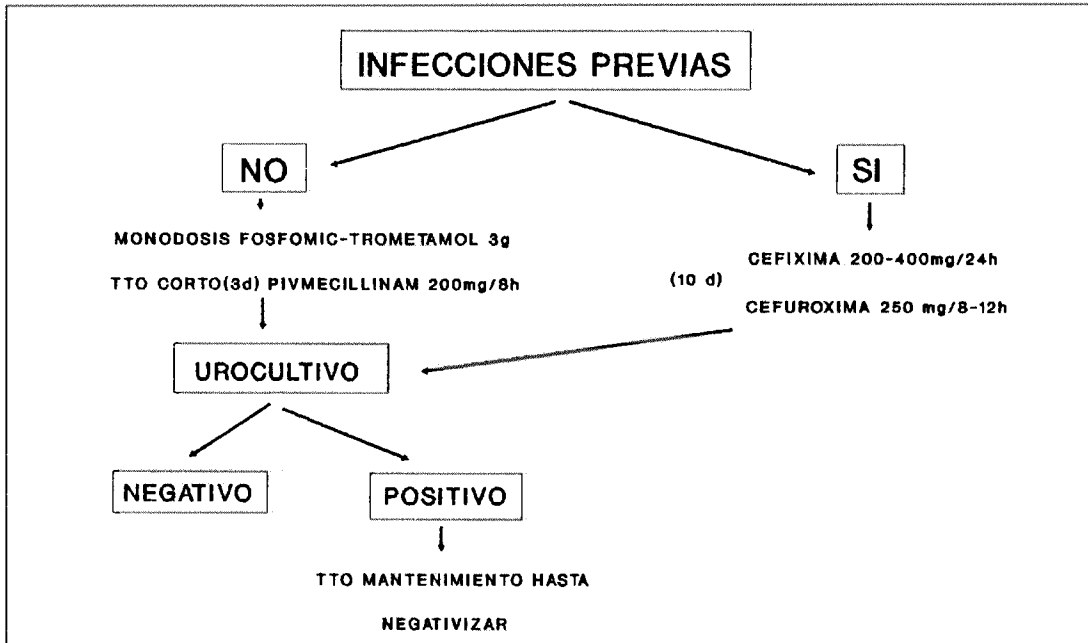 INFECCIONES PREVIAS
NO
SI
MONODOSIS FOSFOMIC-TROMETAMOL 3g
TTO CORTO(3d) PIVMECILLINAM 200mg/8h
CEFIXIMA 200-400mg/24h
(10 d)
CEFUROXIMA 250 mg/8-12h
UROCULTIVO
NEGATIVO
POSITIVO
TTO MANTENIMIENTO HASTA
NEGATIVIZAR